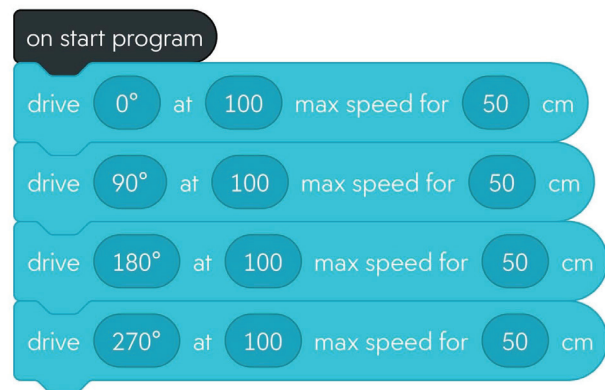 on start program
drive 0° at 100 max speed for 50 cm
drive 90° at 100 max speed for 50 cm
drive 180° at 100 max speed for 50 cm
drive 270° at 100 max speed for 50 cm